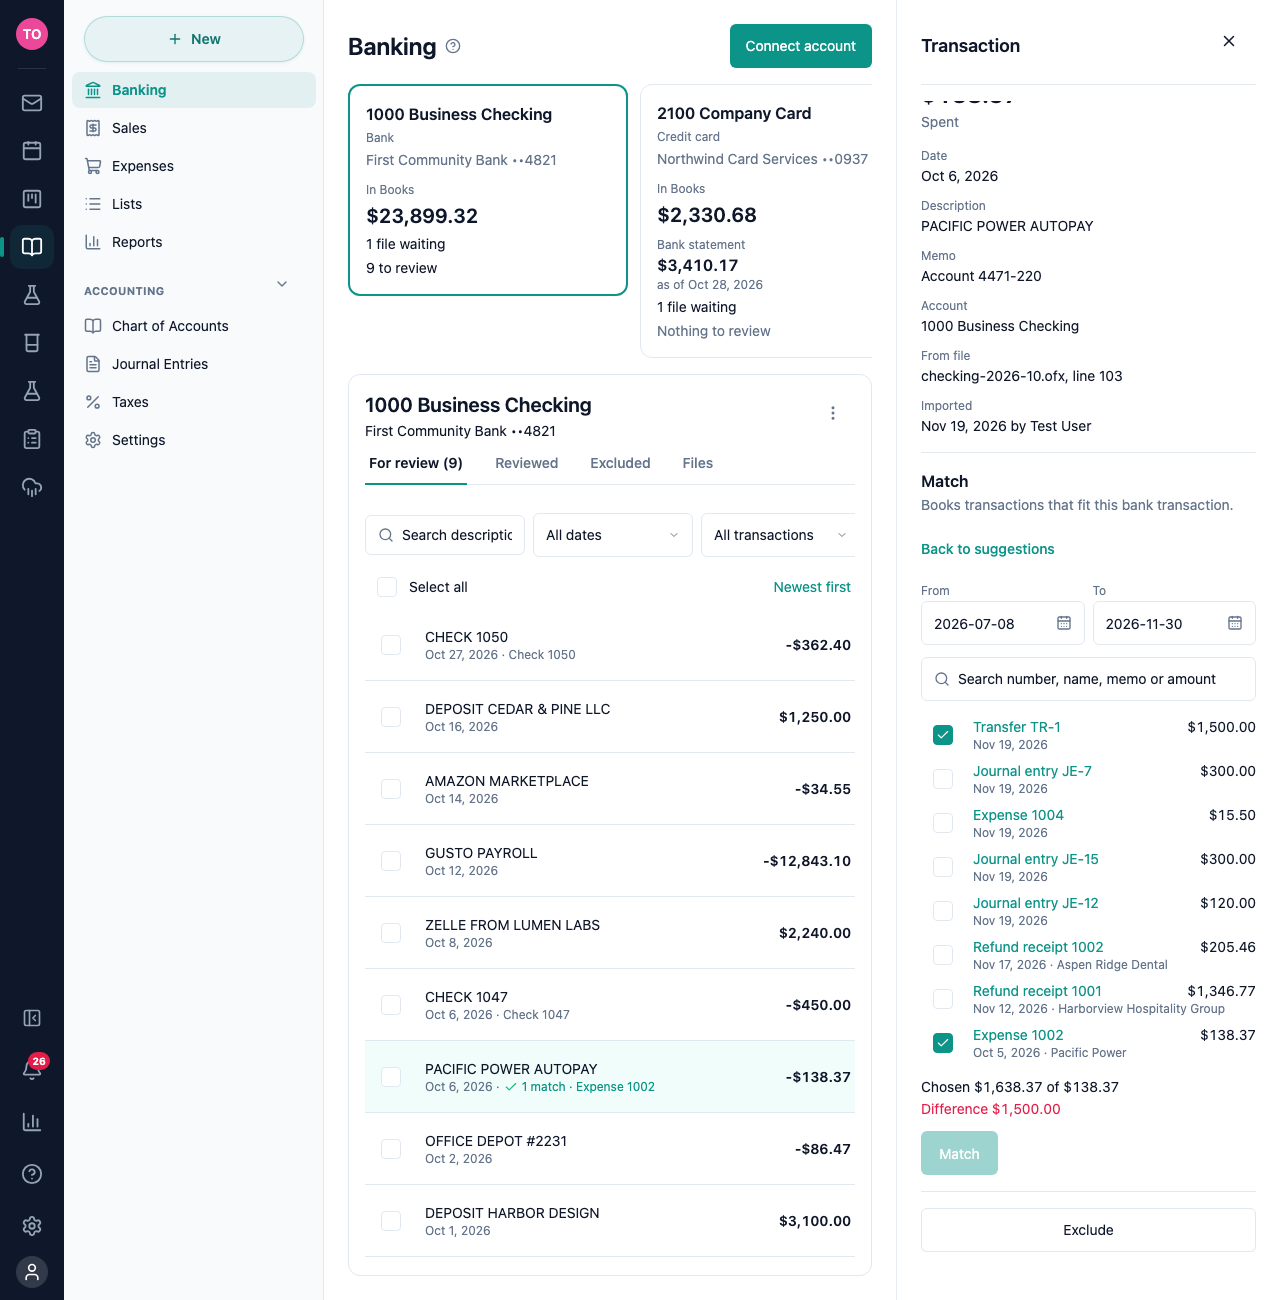 TO
26
New
Banking
Sales
Expenses
Lists
Reports
ACCOUNTING
Chart of Accounts
Journal Entries
Taxes
Settings
Banking
Connect account
1000 Business Checking
Bank
First Community Bank ••4821
In Books
$23,899.32
1 file waiting
9 to review
2100 Company Card
Credit card
Northwind Card Services ••0937
In Books
$2,330.68
Bank statement
$3,410.17
as of Oct 28, 2026
1 file waiting
Nothing to review
1000 Business Checking
First Community Bank ••4821
For review (9)
Reviewed
Excluded
Files
Search descriptic
All dates
All transactions
Select all
Newest first
CHECK 1050
Oct 27, 2026 · Check 1050
-$362.40
DEPOSIT CEDAR & PINE LLC
Oct 16, 2026
$1,250.00
AMAZON MARKETPLACE
Oct 14, 2026
-$34.55
GUSTO PAYROLL
Oct 12, 2026
-$12,843.10
ZELLE FROM LUMEN LABS
Oct 8, 2026
$2,240.00
CHECK 1047
Oct 6, 2026 · Check 1047
-$450.00
PACIFIC POWER AUTOPAY
Oct 6, 2026 · 1 match · Expense 1002
-$138.37
OFFICE DEPOT #2231
Oct 2, 2026
-$86.47
DEPOSIT HARBOR DESIGN
Oct 1, 2026
$3,100.00
Transaction
Spent
Date
Oct 6, 2026
Description
PACIFIC POWER AUTOPAY
Memo
Account 4471-220
Account
1000 Business Checking
From file
checking-2026-10.ofx, line 103
Imported
Nov 19, 2026 by Test User
Match
Books transactions that fit this bank transaction.
Back to suggestions
From
To
2026-07-08
2026-11-30
Search number, name, memo or amount
Transfer TR-1
$1,500.00
Nov 19, 2026
Journal entry JE-7
$300.00
Nov 19, 2026
Expense 1004
$15.50
Nov 19, 2026
Journal entry JE-15
$300.00
Nov 19, 2026
Journal entry JE-12
$120.00
Nov 19, 2026
Refund receipt 1002
$205.46
Nov 17, 2026 · Aspen Ridge Dental
Refund receipt 1001
$1,346.77
Nov 12, 2026 · Harborview Hospitality Group
Expense 1002
$138.37
Oct 5, 2026 · Pacific Power
Chosen $1,638.37 of $138.37
Difference $1,500.00
Match
Exclude